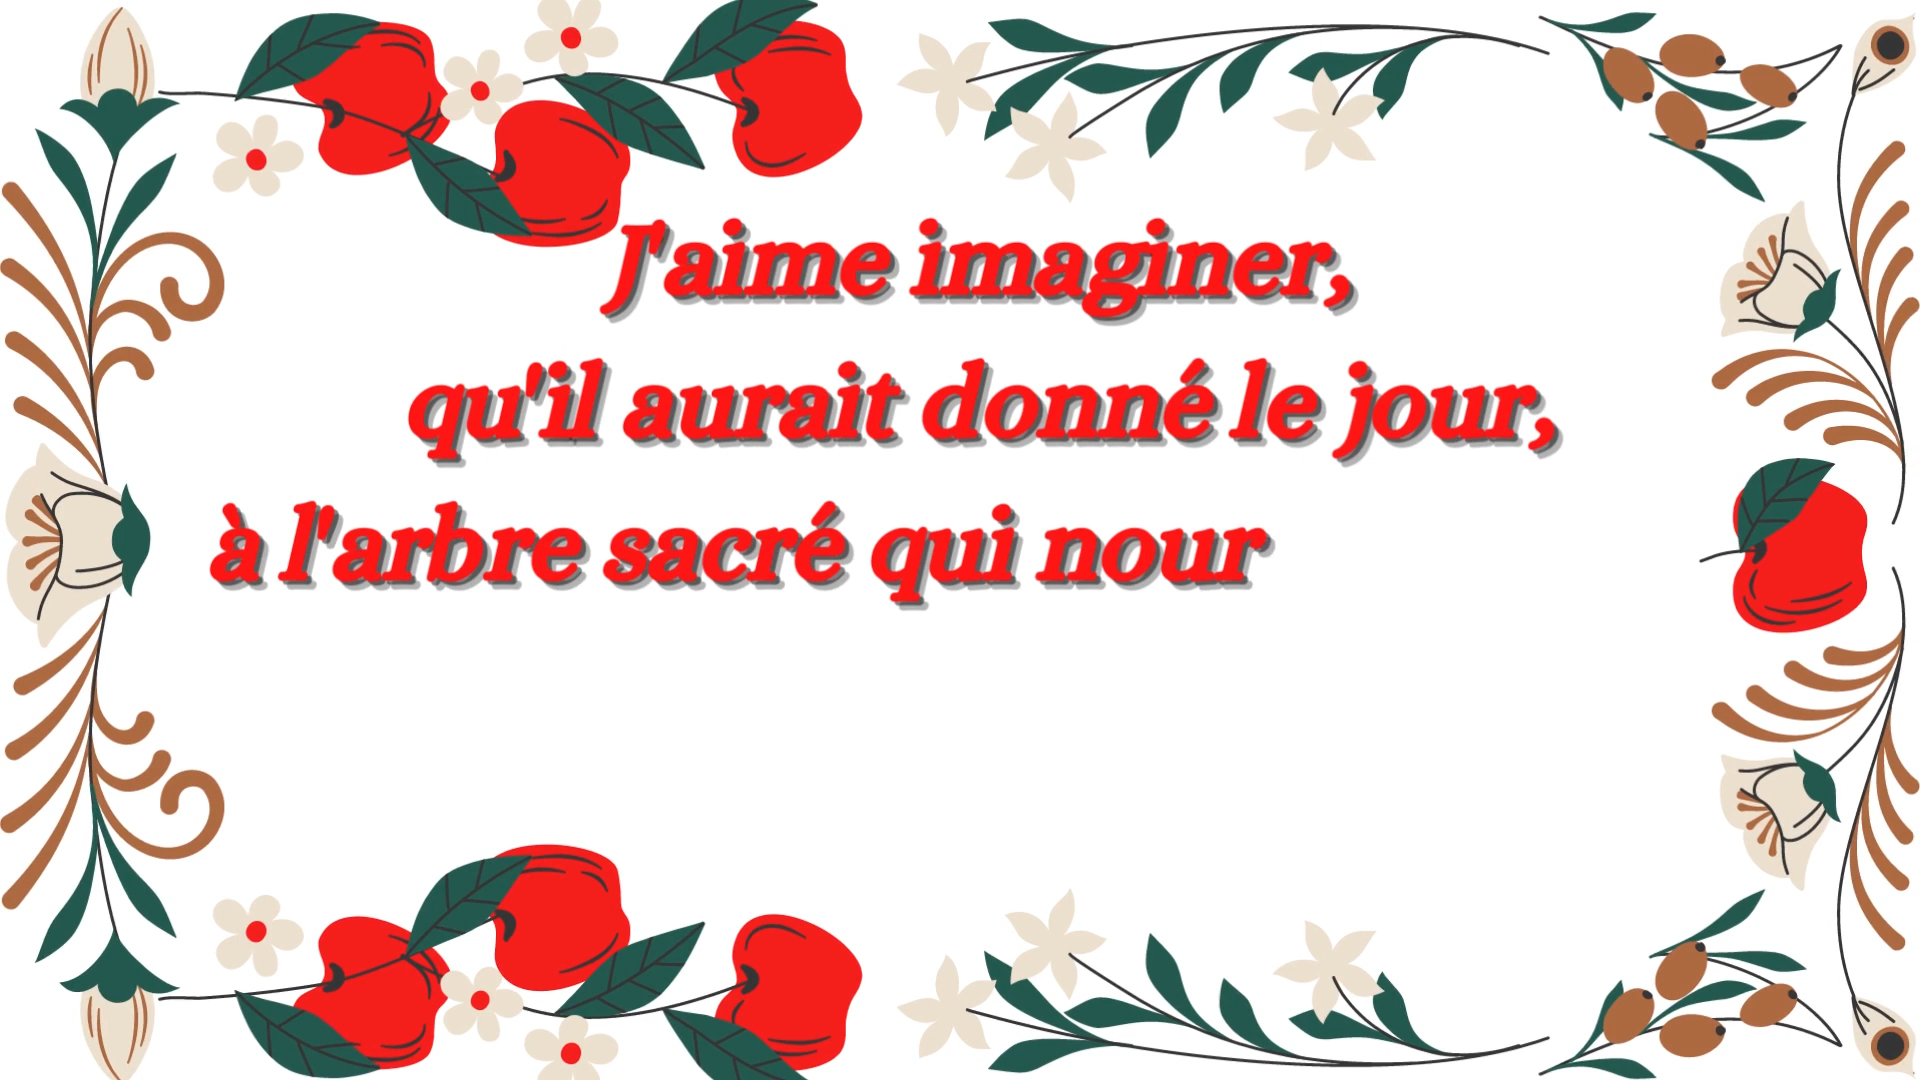 J'aime imaginer,
qu'il aurait donné le jour,
à l'arbre sacré qui nour